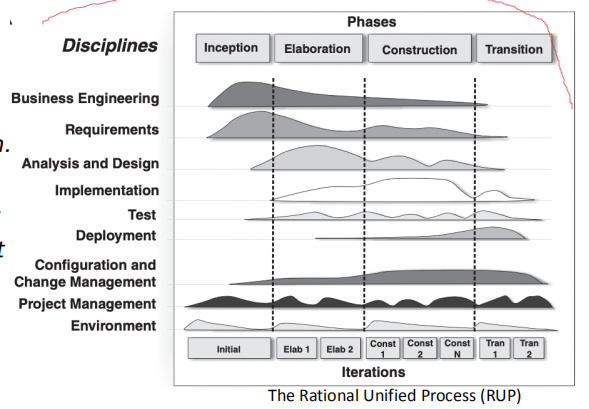 Phases
Disciplines
Inception Elaboration Construction Transition
Business Engineering
Requirements
Analysis and Design
Implementation
Test
Deployment
Configuration and
Change Management
Project Management
Environment
Initial Elab 1 Elab 2 Const 1 Const 2 Const N Tran 1 Tran 2
Iterations
The Rational Unified Process (RUP)